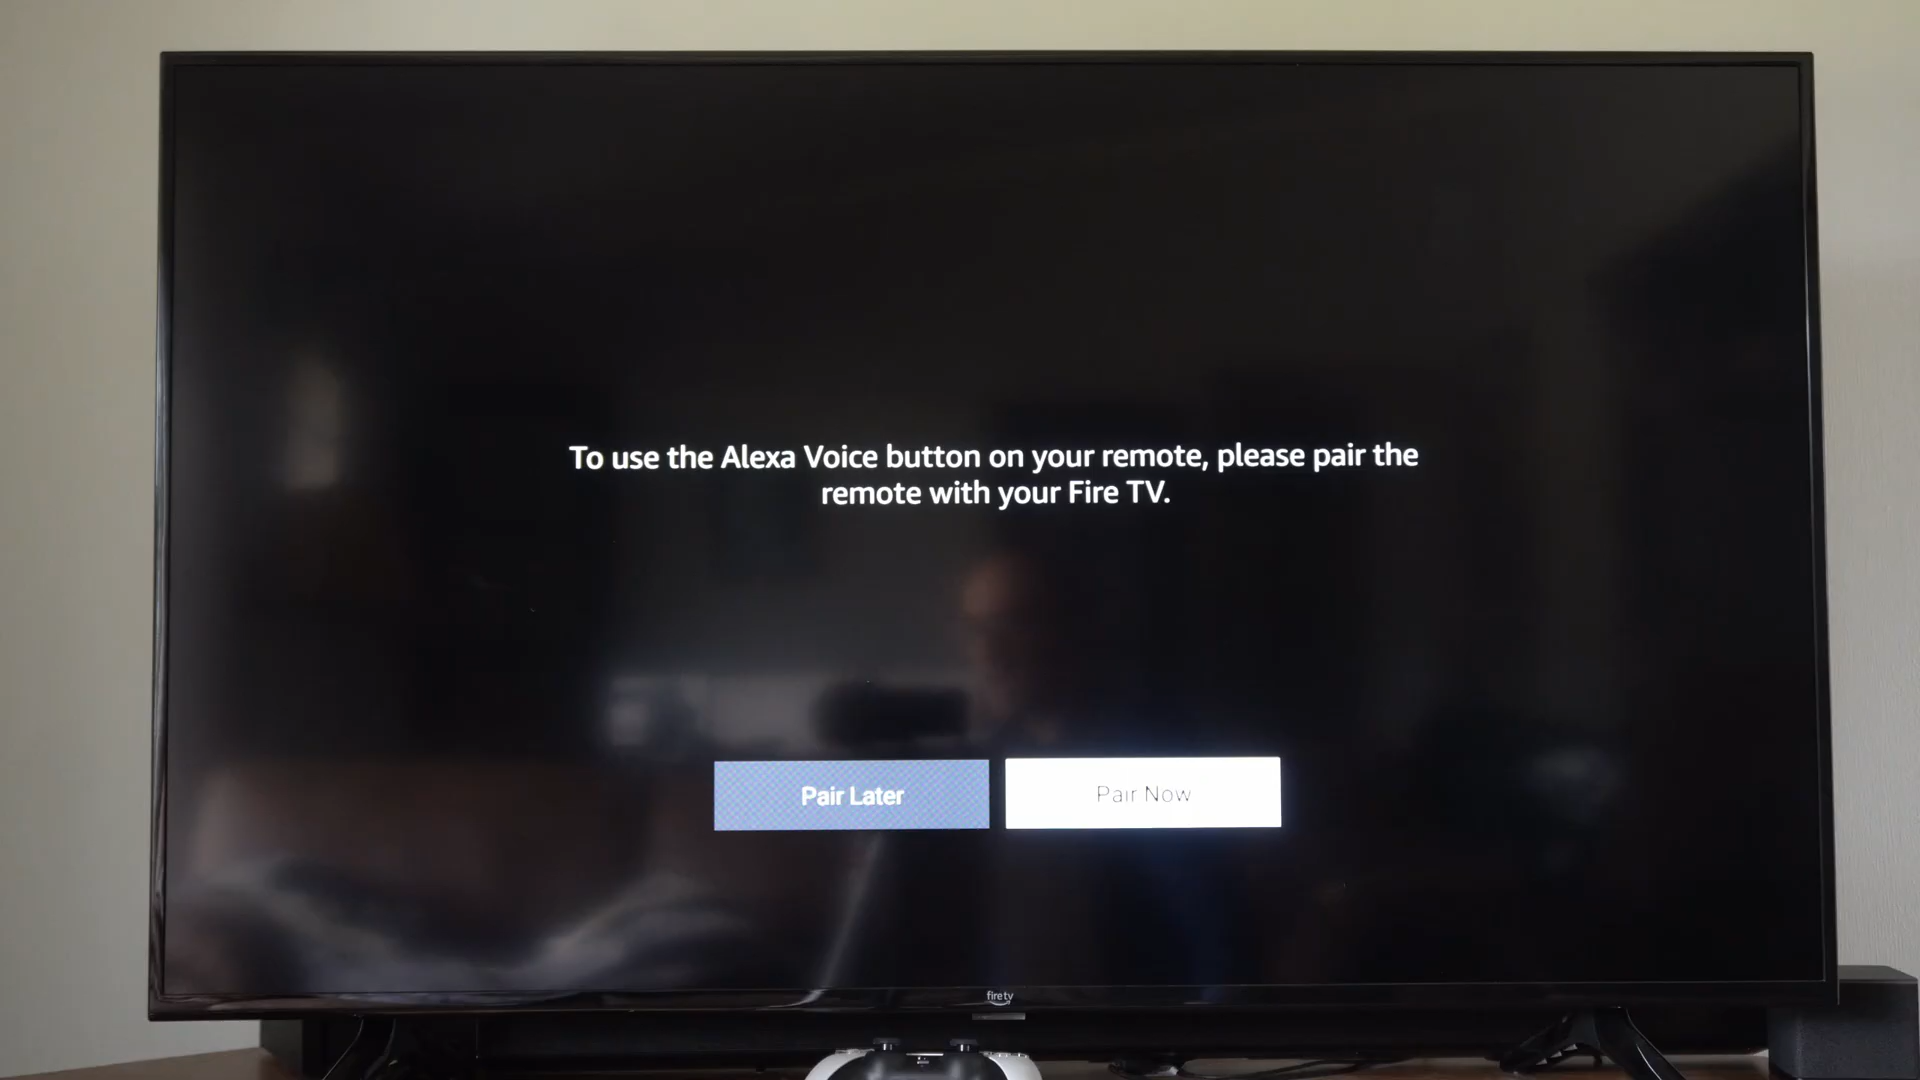 To use the Alexa Voice button on your remote, please pair the
remote with your Fire TV.
Pair Later
Pair Now
fire tv